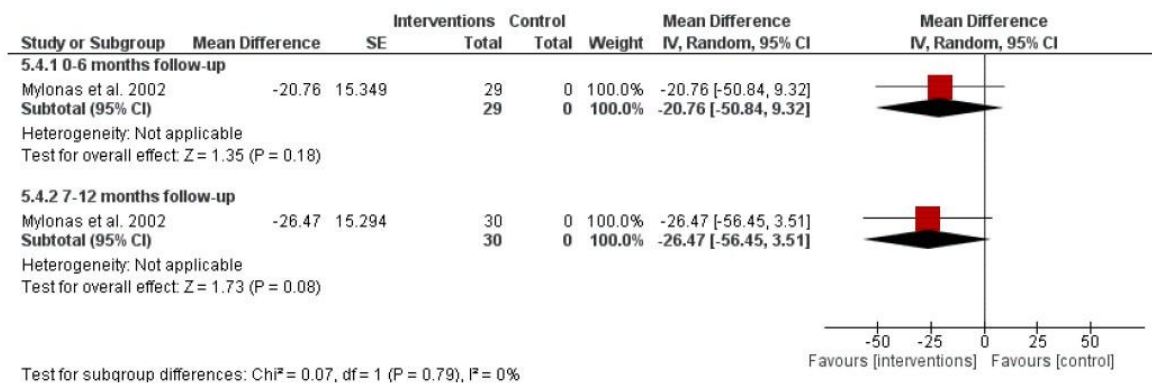 Interventions Control Mean Difference Mean Difference
Study or Subgroup Mean Difference SE Total Total Weight IV, Random, 95% CI IV, Random, 95% CI
5.4.1 0-6 months follow-up
Mylonas et al. 2002 -20.76 15.349 29 0 100.0% -20.76 [-50.84, 9.32]
Subtotal (95% CI) 29 0 100.0% -20.76 [-50.84, 9.32]
Heterogeneity: Not applicable
Test for overall effect: Z = 1.35 (P = 0.18)
5.4.2 7-12 months follow-up
Mylonas et al. 2002 -26.47 15.294 30 0 100.0% -26.47 [-56.45, 3.51]
Subtotal (95% CI) 30 0 100.0% -26.47 [-56.45, 3.51]
Heterogeneity: Not applicable
Test for overall effect: Z = 1.73 (P = 0.08)
-50 -25 0 25 50
Favours [interventions] Favours [control]
Test for subgroup differences: Chi² = 0.07, df = 1 (P = 0.79), I² = 0%